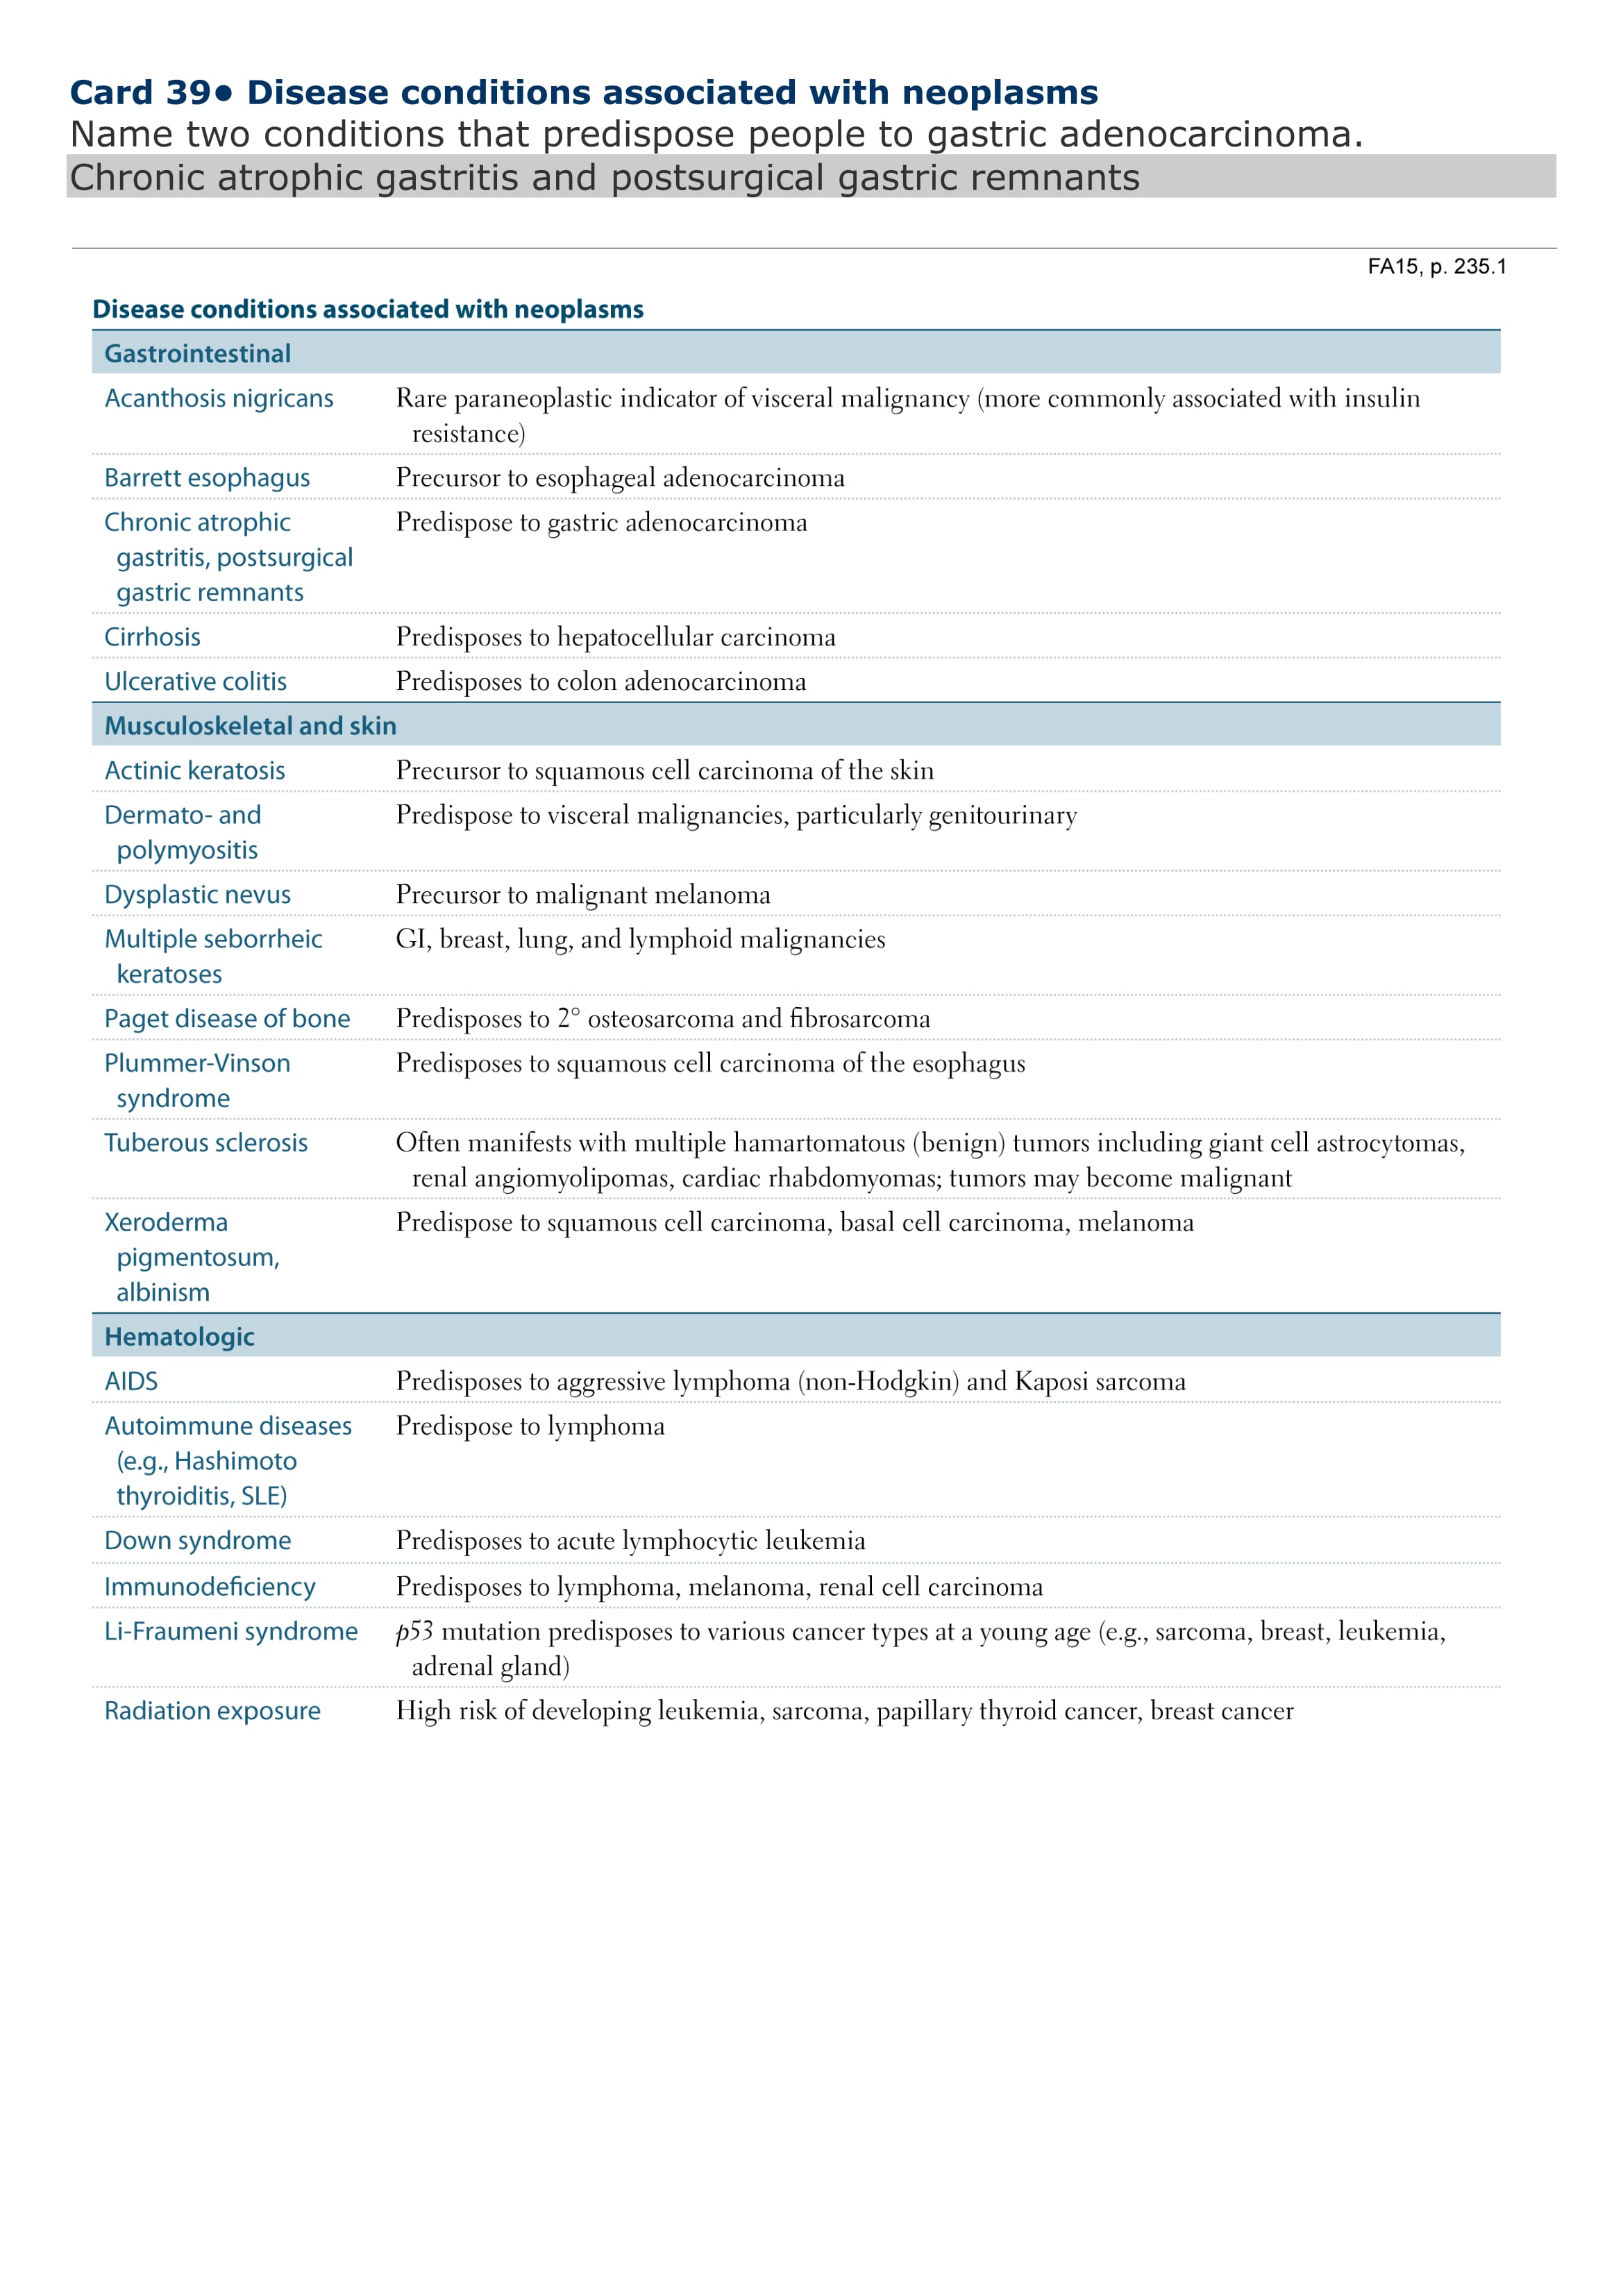 Card 39● Disease conditions associated with neoplasms
Name two conditions that predispose people to gastric adenocarcinoma.
Chronic atrophic gastritis and postsurgical gastric remnants
FA15, p. 235.1
Disease conditions associated with neoplasms
Gastrointestinal
Acanthosis nigricans Rare paraneoplastic indicator of visceral malignancy (more commonly associated with insulin
resistance)
Barrett esophagus Precursor to esophageal adenocarcinoma
Chronic atrophic Predispose to gastric adenocarcinoma
gastritis, postsurgical
gastric remnants
Cirrhosis Predisposes to hepatocellular carcinoma
Ulcerative colitis Predisposes to colon adenocarcinoma
Musculoskeletal and skin
Actinic keratosis Precursor to squamous cell carcinoma of the skin
Dermato- and Predispose to visceral malignancies, particularly genitourinary
polymyositis
Dysplastic nevus Precursor to malignant melanoma
Multiple seborrheic GI, breast, lung, and lymphoid malignancies
keratoses
Paget disease of bone Predisposes to 2° osteosarcoma and fibrosarcoma
Plummer-Vinson Predisposes to squamous cell carcinoma of the esophagus
syndrome
Tuberous sclerosis Often manifests with multiple hamartomatous (benign) tumors including giant cell astrocytomas,
renal angiomyolipomas, cardiac rhabdomyomas; tumors may become malignant
Xeroderma Predispose to squamous cell carcinoma, basal cell carcinoma, melanoma
pigmentosum,
albinism
Hematologic
AIDS Predisposes to aggressive lymphoma (non-Hodgkin) and Kaposi sarcoma
Autoimmune diseases Predispose to lymphoma
(e.g., Hashimoto
thyroiditis, SLE)
Down syndrome Predisposes to acute lymphocytic leukemia
Immunodeficiency Predisposes to lymphoma, melanoma, renal cell carcinoma
Li-Fraumeni syndrome p53 mutation predisposes to various cancer types at a young age (e.g., sarcoma, breast, leukemia,
adrenal gland)
Radiation exposure High risk of developing leukemia, sarcoma, papillary thyroid cancer, breast cancer